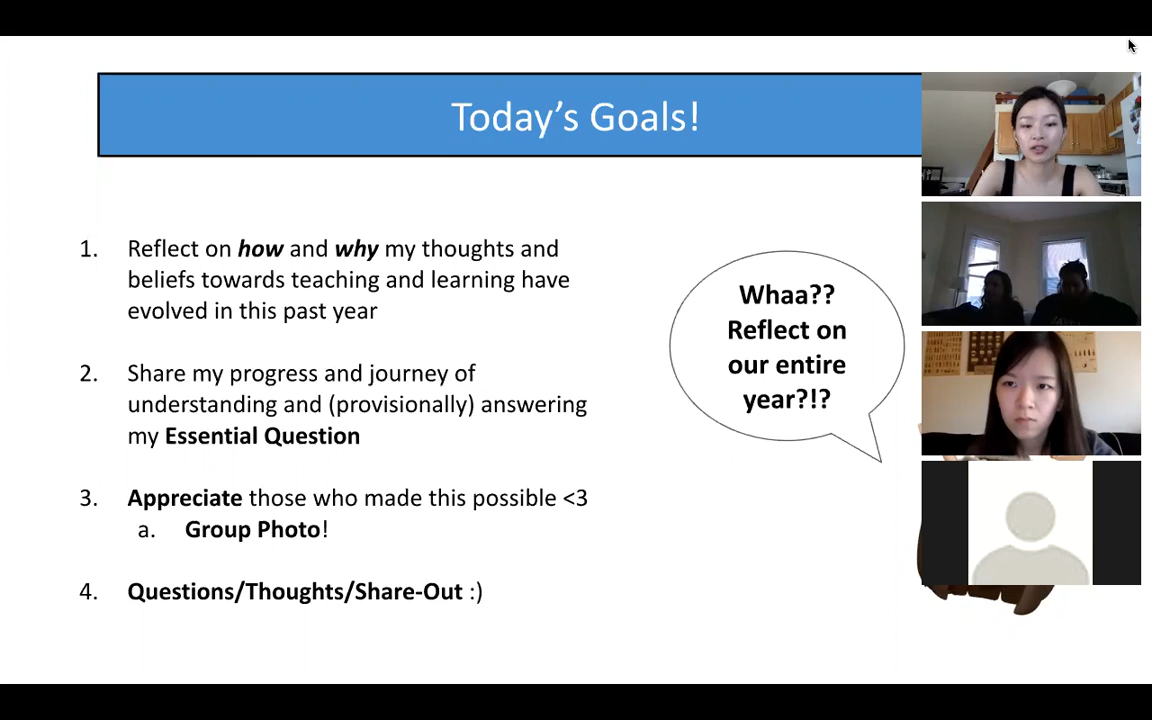 Today's Goals!
1. Reflect on how and why my thoughts and
beliefs towards teaching and learning have
evolved in this past year
2. Share my progress and journey of
understanding and (provisionally) answering
my Essential Question
3. Appreciate those who made this possible <3
a. Group Photo!
4. Questions/Thoughts/Share-Out :)
Whaa??
Reflect on
our entire
year?!?